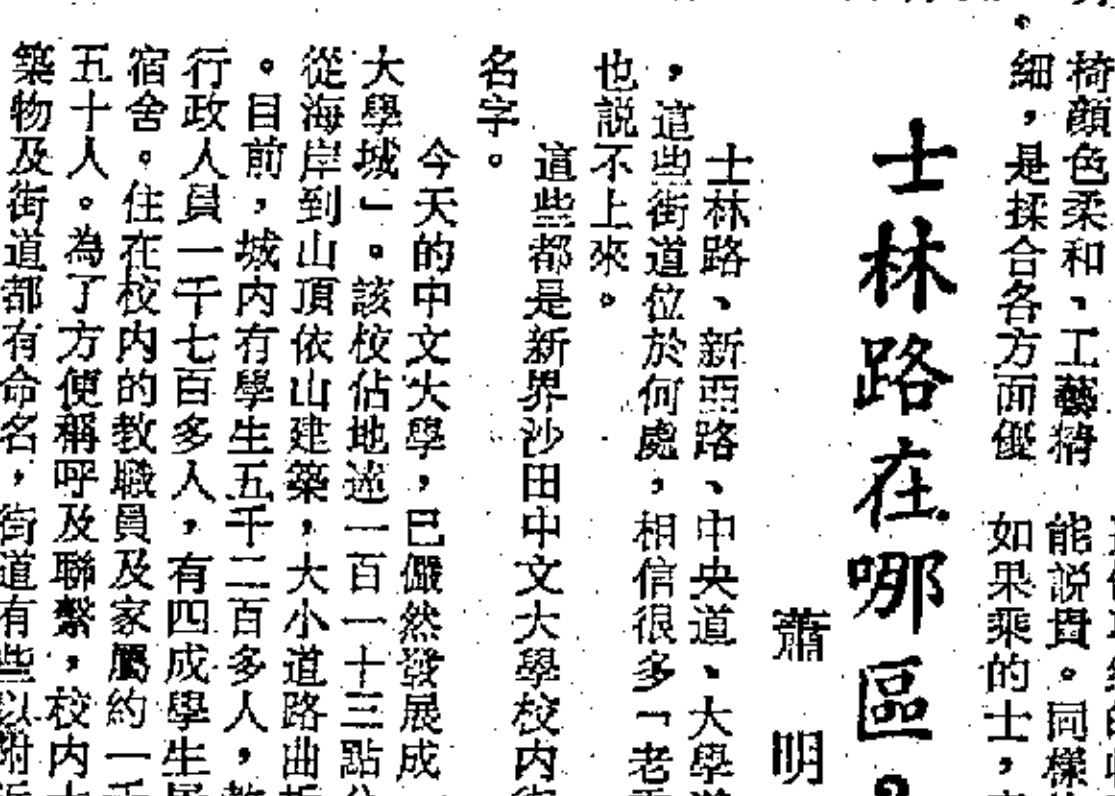 椅顏色柔和、工藝精
細，是揉合各方面優
能説買。同樣
如果乘的士，
士林路在哪區？
蕭　明
士林路、新亞路、中央道、大學
，這些街道位於何處，相信很多「老
也説不上來。
這些都是新界沙田中文大學校內
名字。
今天的中文大學，已儼然發展成
大學城」。該校佔地達一百一十三點
從海岸到山頂依山建築，大小道路曲
。目前，城內有學生五千二百多人，
行政人員一千七百多人，有四成學生
宿舍。住在校內的教職員及家屬約一千
五十人。為了方便稱呼及聯繫，校內
築物及街道都有命名，街道有些以附